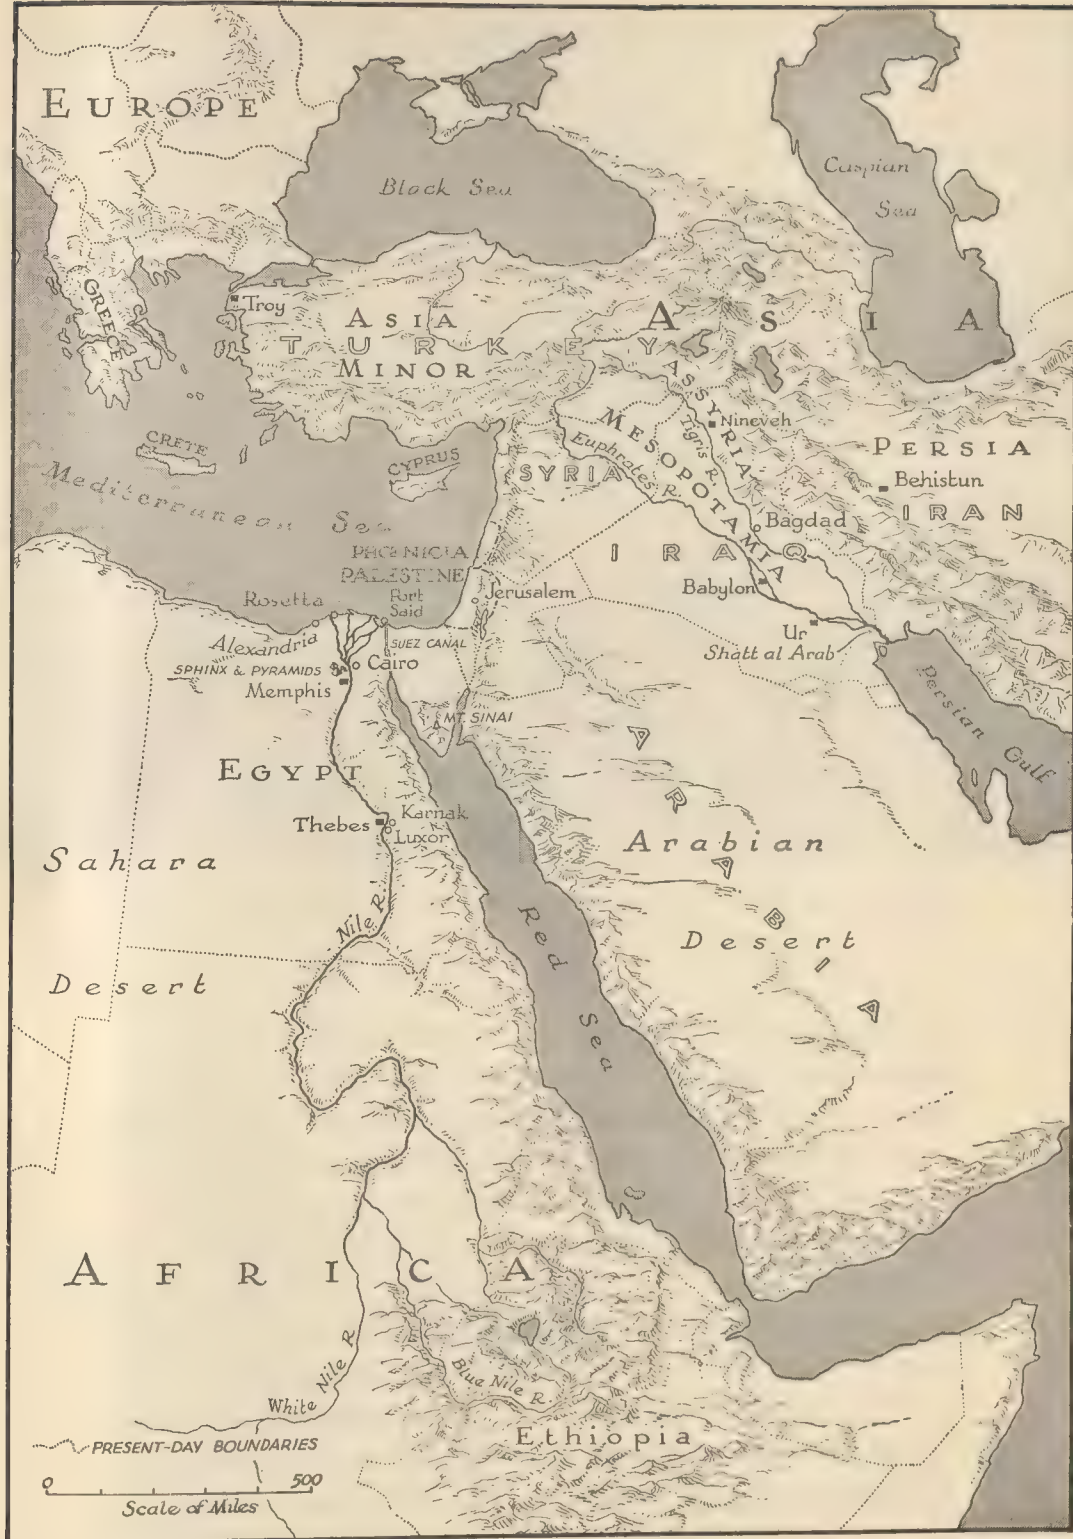 EUROPE
Black Sea
Caspian
Sea
GREECE
Troy
ASIA
MINOR
TURKEY
ASIA
ASSYRIA
Nineveh
MESOPOTAMIA
Tigris R.
Euphrates R.
SYRIA
PERSIA
Behistun
IRAN
CRETE
CYPRUS
Mediterranean Sea
Bagdad
IRAQ
PHOENICIA
PALESTINE
Port
Said
Jerusalem
Babylon
Rosetta
Alexandria
SUEZ CANAL
Ur
Shatt al Arab
SPHINX & PYRAMIDS
Cairo
Memphis
MT. SINAI
Persian Gulf
EGYPT
Karnak
Thebes
Luxor
ARABIA
Arabian
Desert
Sahara
Desert
Nile R.
Red Sea
AFRICA
White Nile R.
Blue Nile R.
Ethiopia
PRESENT-DAY BOUNDARIES
0 500
Scale of Miles